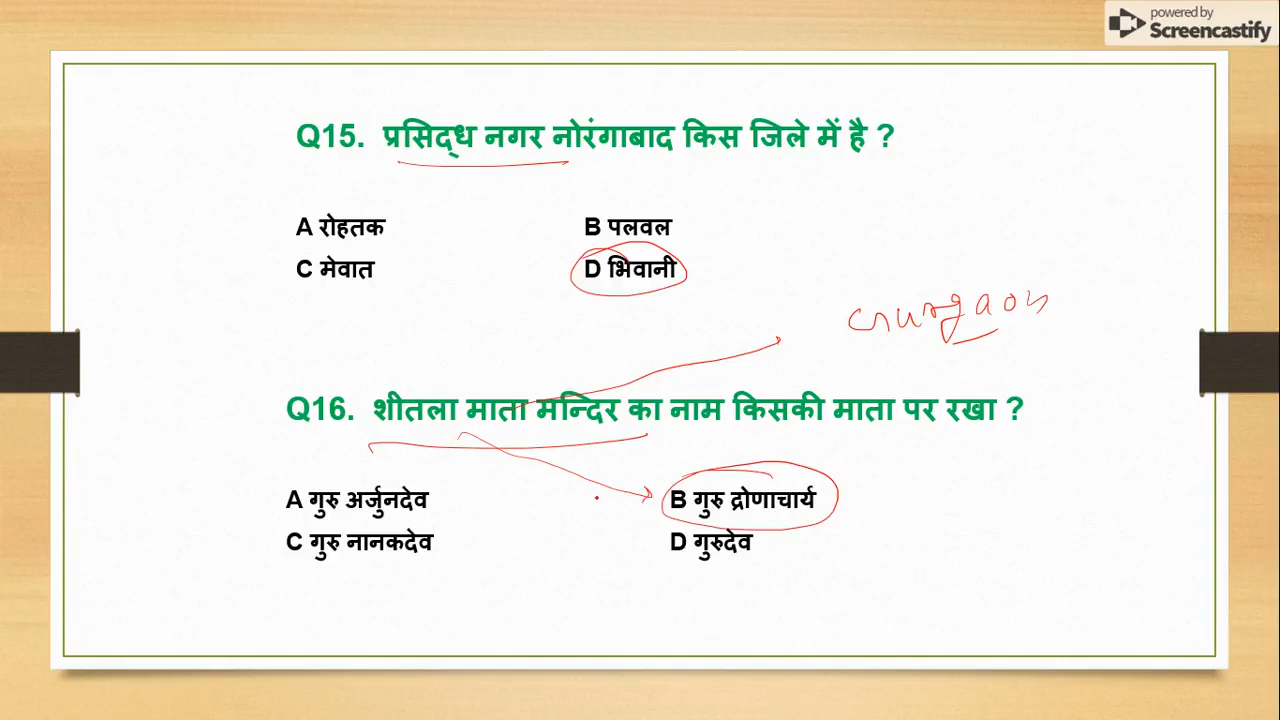 powered by
Screencastify
Q15. प्रसिद्ध नगर नोरंगाबाद किस जिले में है ?
A रोहतक B पलवल
C मेवात D भिवानी
Gurgaon
Q16. शीतला माता मन्दिर का नाम किसकी माता पर रखा ?
A गुरु अर्जुनदेव B गुरु द्रोणाचार्य
C गुरु नानकदेव D गुरुदेव